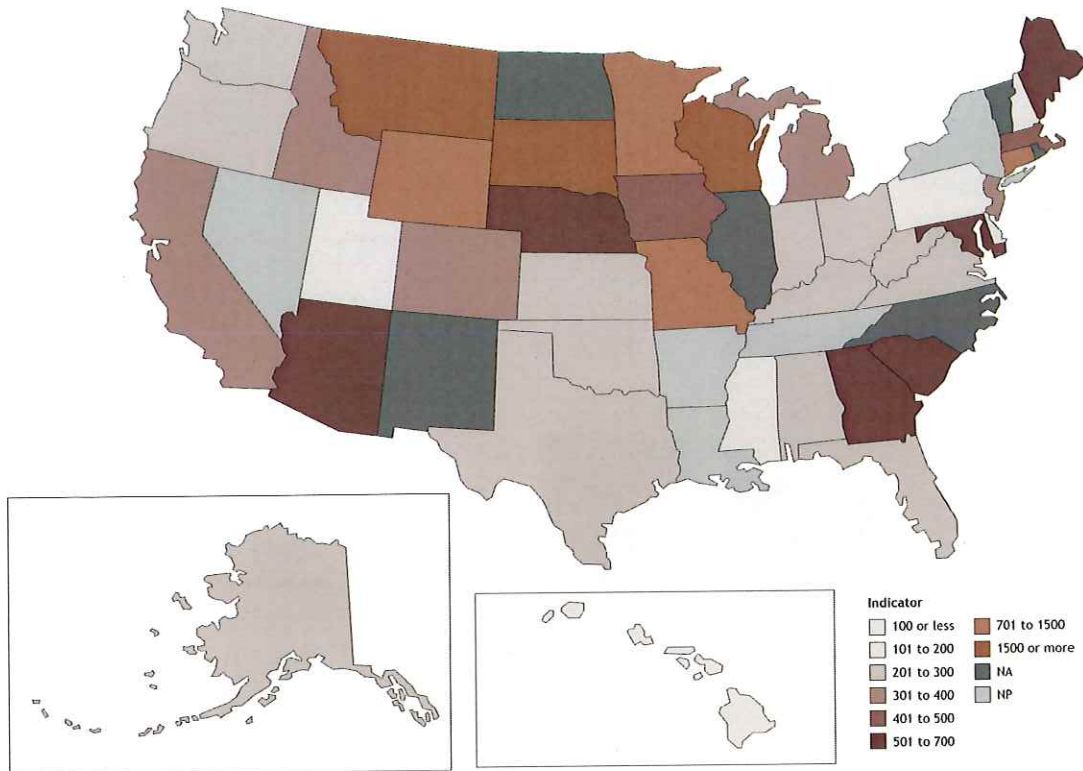 Indicator
100 or less
101 to 200
201 to 300
301 to 400
401 to 500
501 to 700
701 to 1500
1500 or more
NA
NP